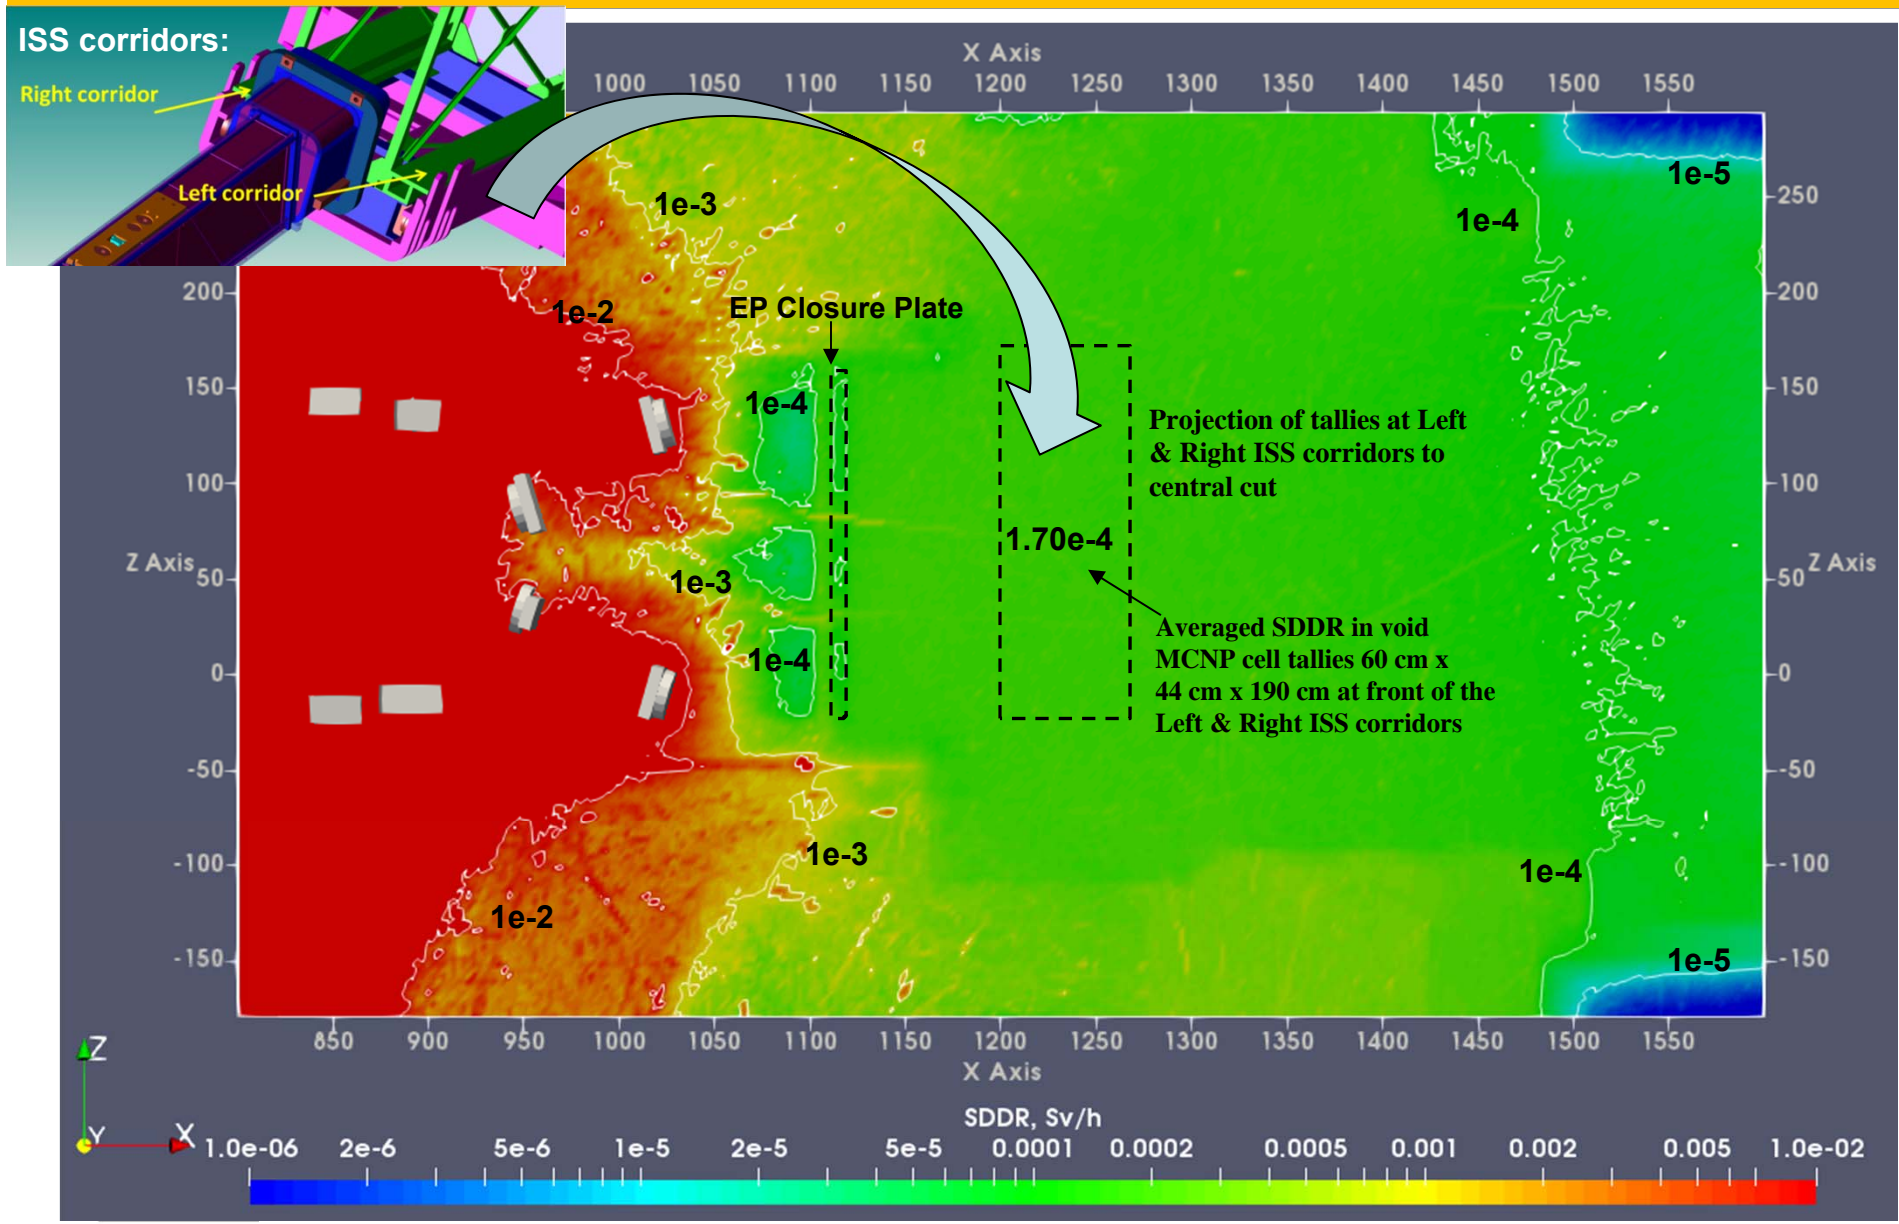 ISS corridors:
Right corridor
Left corridor
X Axis
1000 1050 1100 1150 1200 1250 1300 1350 1400 1450 1500 1550
1e-3
1e-5
1e-4
250
250
200
200
1e-2
EP Closure Plate
150
150
1e-4
Projection of tallies at Left
& Right ISS corridors to
central cut
100
100
1.70e-4
Z Axis
Z Axis
50
50
1e-3
Averaged SDDR in void
MCNP cell tallies 60 cm x
44 cm x 190 cm at front of the
Left & Right ISS corridors
1e-4
0
0
-50
-50
1e-3
-100
-100
1e-4
1e-2
-150
-150
1e-5
850 900 950 1000 1050 1100 1150 1200 1250 1300 1350 1400 1450 1500 1550
X Axis
Z
Y
X
SDDR, Sv/h
1.0e-06 2e-6 5e-6 1e-5 2e-5 5e-5 0.0001 0.0002 0.0005 0.001 0.002 0.005 1.0e-02